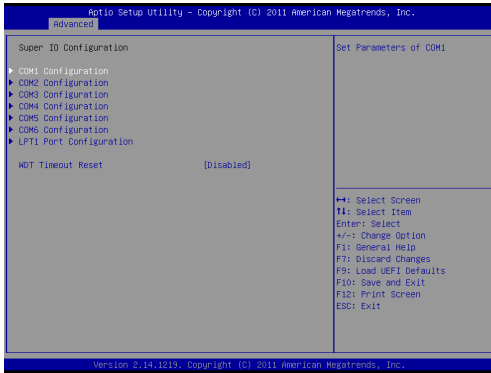 Aptio Setup Utility – Copyright (C) 2011 American Megatrends, Inc.
Advanced
Super IO Configuration
COM1 Configuration
COM2 Configuration
COM3 Configuration
COM4 Configuration
COM5 Configuration
COM6 Configuration
LPT1 Port Configuration
WDT Timeout Reset [Disabled]
Set Parameters of COM1
↔: Select Screen
↑↓: Select Item
Enter: Select
+/-: Change Option
F1: General Help
F7: Discard Changes
F9: Load UEFI Defaults
F10: Save and Exit
F12: Print Screen
ESC: Exit
Version 2.14.1219. Copyright (C) 2011 American Megatrends, Inc.